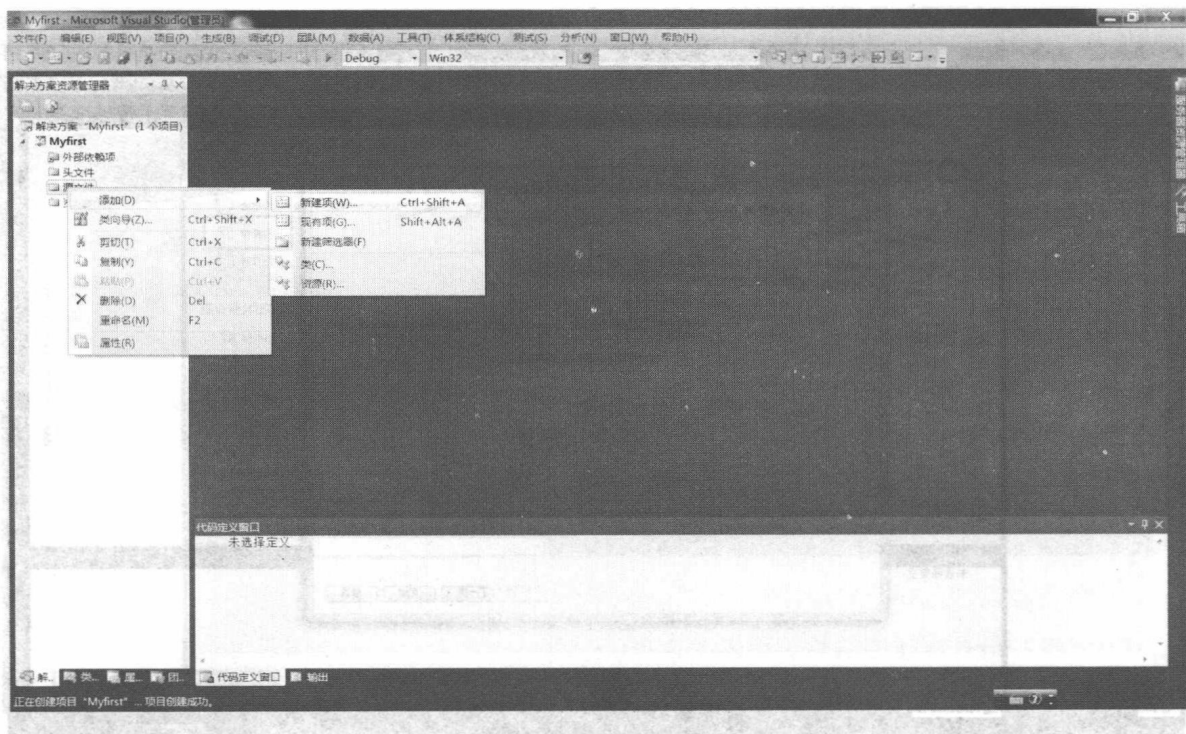 Myfirst - Microsoft Visual Studio(管理员)
文件(F) 编辑(E) 视图(V) 项目(P) 生成(B) 调试(D) 团队(M) 数据(A) 工具(T) 体系结构(C) 测试(S) 分析(N) 窗口(W) 帮助(H)
Debug Win32
解决方案资源管理器
解决方案 "Myfirst" (1 个项目)
Myfirst
外部依赖项
头文件
源文件
添加(D)
类向导(Z)... Ctrl+Shift+X
剪切(T) Ctrl+X
复制(Y) Ctrl+C
粘贴(P) Ctrl+V
删除(D) Del
重命名(M) F2
属性(R)
新建项(W)... Ctrl+Shift+A
现有项(G)... Shift+Alt+A
新建筛选器(F)
类(C)...
资源(R)...
代码定义窗口
未选择定义
解... 类... 属... 团... 代码定义窗口 输出
正在创建项目 "Myfirst" ... 项目创建成功。